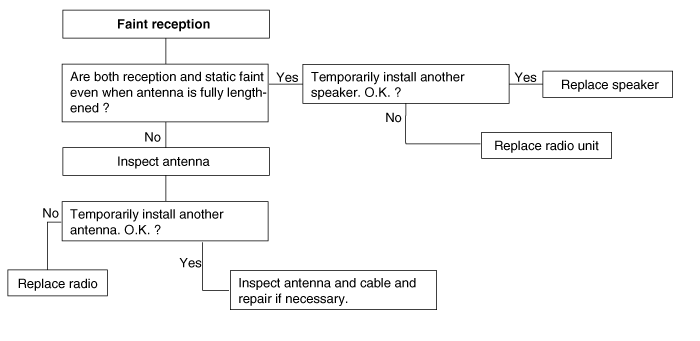 Faint reception
Are both reception and static faint
even when antenna is fully length-
ened ?
Yes
Temporarily install another
speaker. O.K. ?
Yes
Replace speaker
No
Replace radio unit
No
Inspect antenna
Temporarily install another
antenna. O.K. ?
No
Replace radio
Yes
Inspect antenna and cable and
repair if necessary.